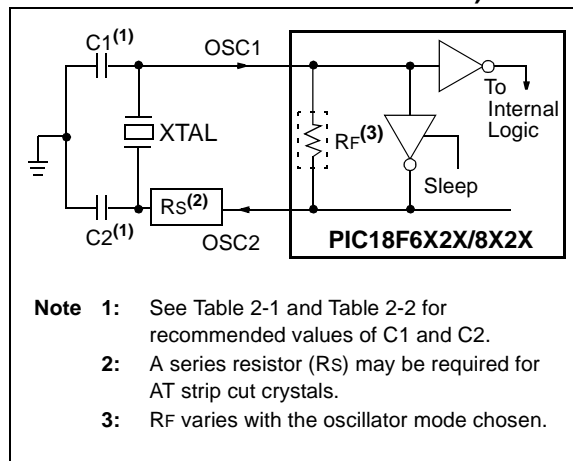 C1(1)
OSC1
To
Internal
Logic
XTAL
RF(3)
Sleep
C2(1)
RS(2)
OSC2
PIC18F6X2X/8X2X
Note 1: See Table 2-1 and Table 2-2 for
recommended values of C1 and C2.
2: A series resistor (RS) may be required for
AT strip cut crystals.
3: RF varies with the oscillator mode chosen.